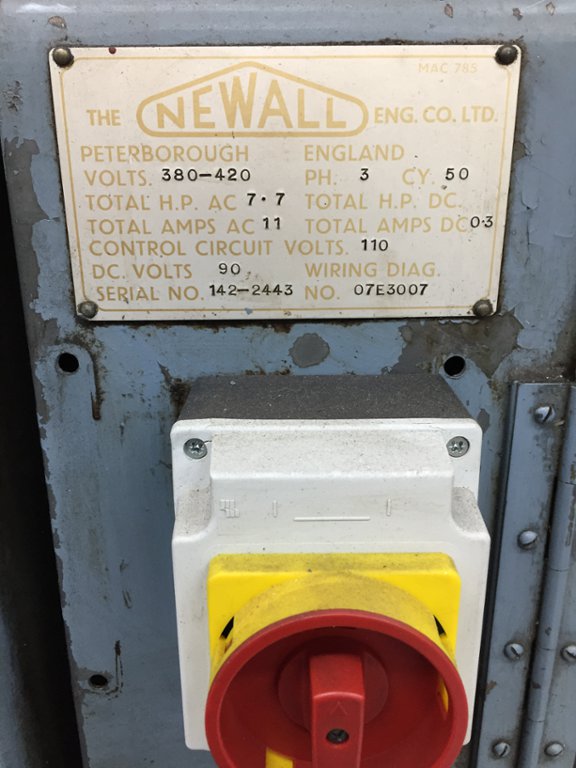 MAC 785
THE NEWALL ENG. CO. LTD.
PETERBOROUGH ENGLAND
VOLTS. 380-420 PH. 3 CY. 50
TOTAL H.P. AC 7·7 TOTAL H.P. DC.
TOTAL AMPS AC 11 TOTAL AMPS DC 0·3
CONTROL CIRCUIT VOLTS. 110
DC. VOLTS 90 WIRING DIAG.
SERIAL NO. 142-2443 NO. 07E3007